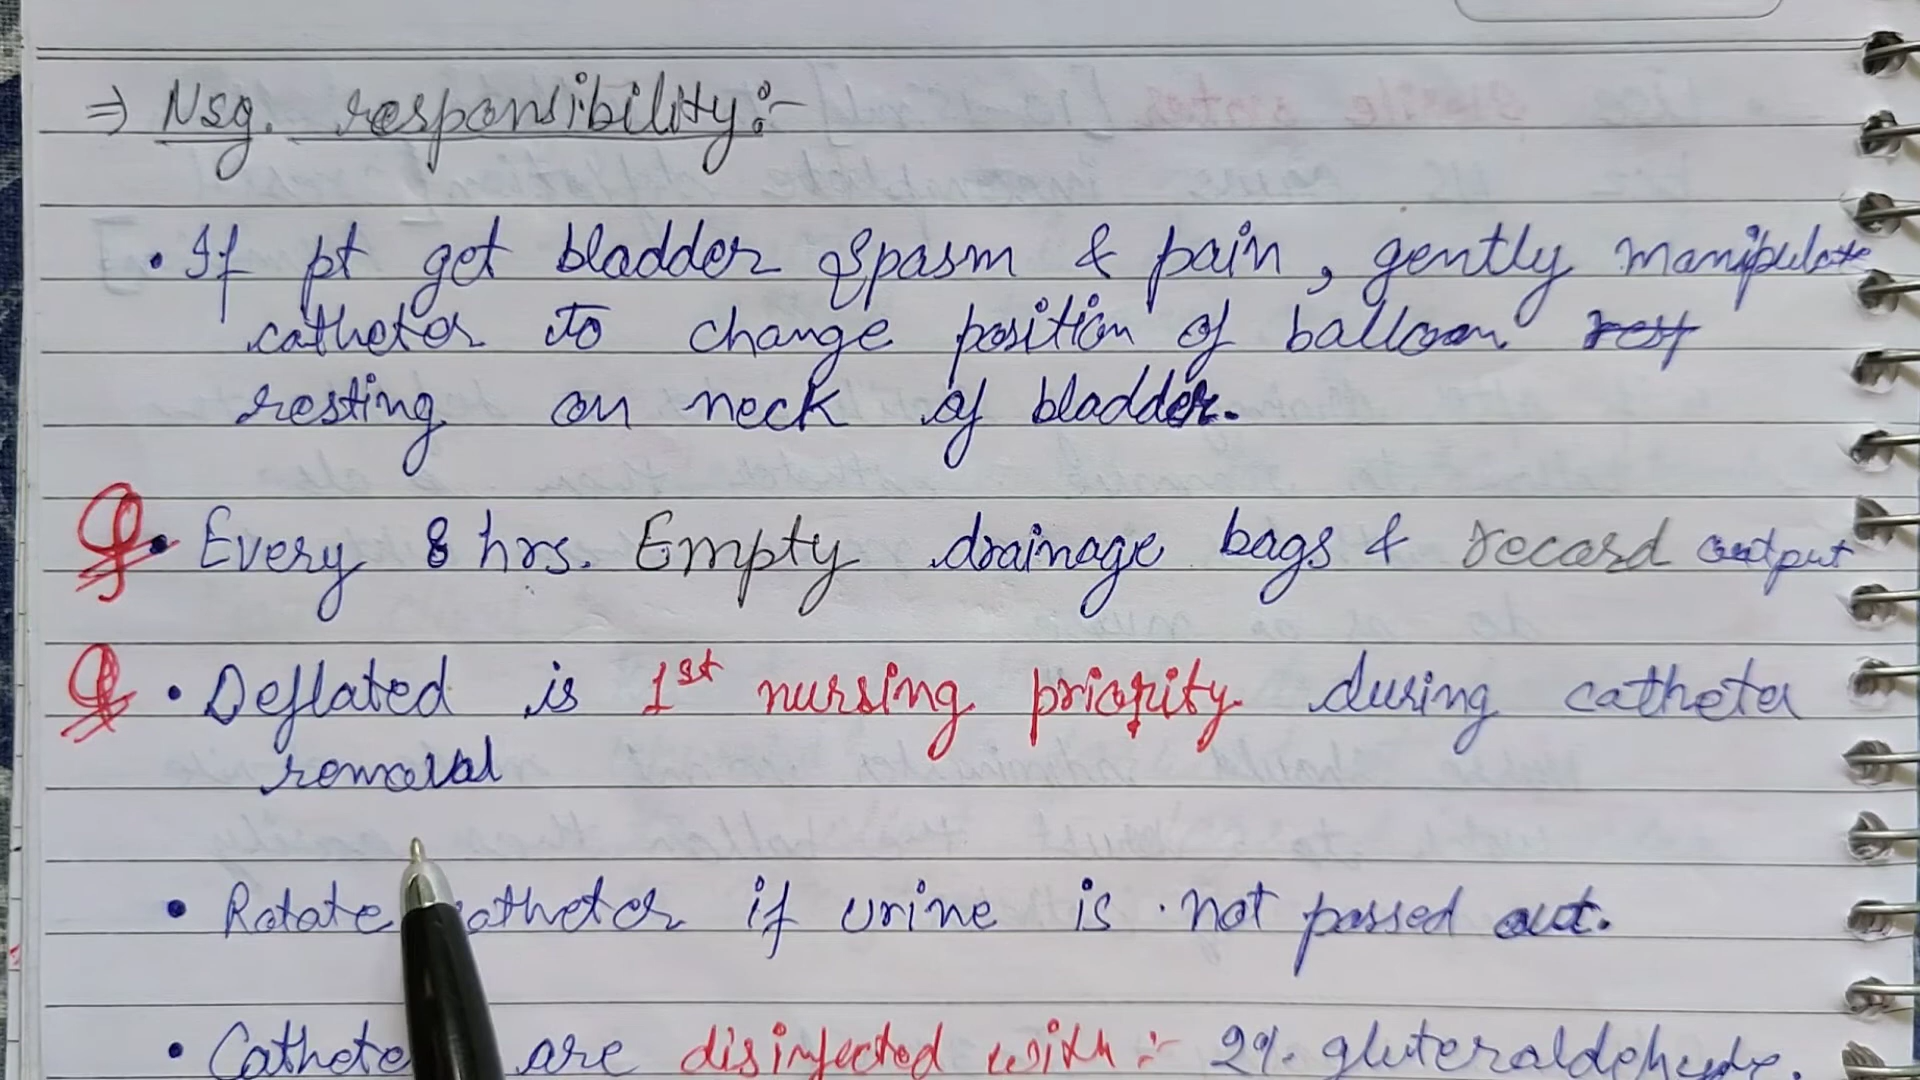 ⇒ Nsg. responsibility:-
• If pt get bladder spasm & pain, gently manipulate
catheter to change position of balloon
resting on neck of bladder.
Q • Every 8 hrs. Empty drainage bags & record output
Q • Deflated is 1st nursing priority during catheter
removal
• Rotate catheter if urine is not passed out.
• Catheter are disinfected with :- 2% gluteraldehyde.